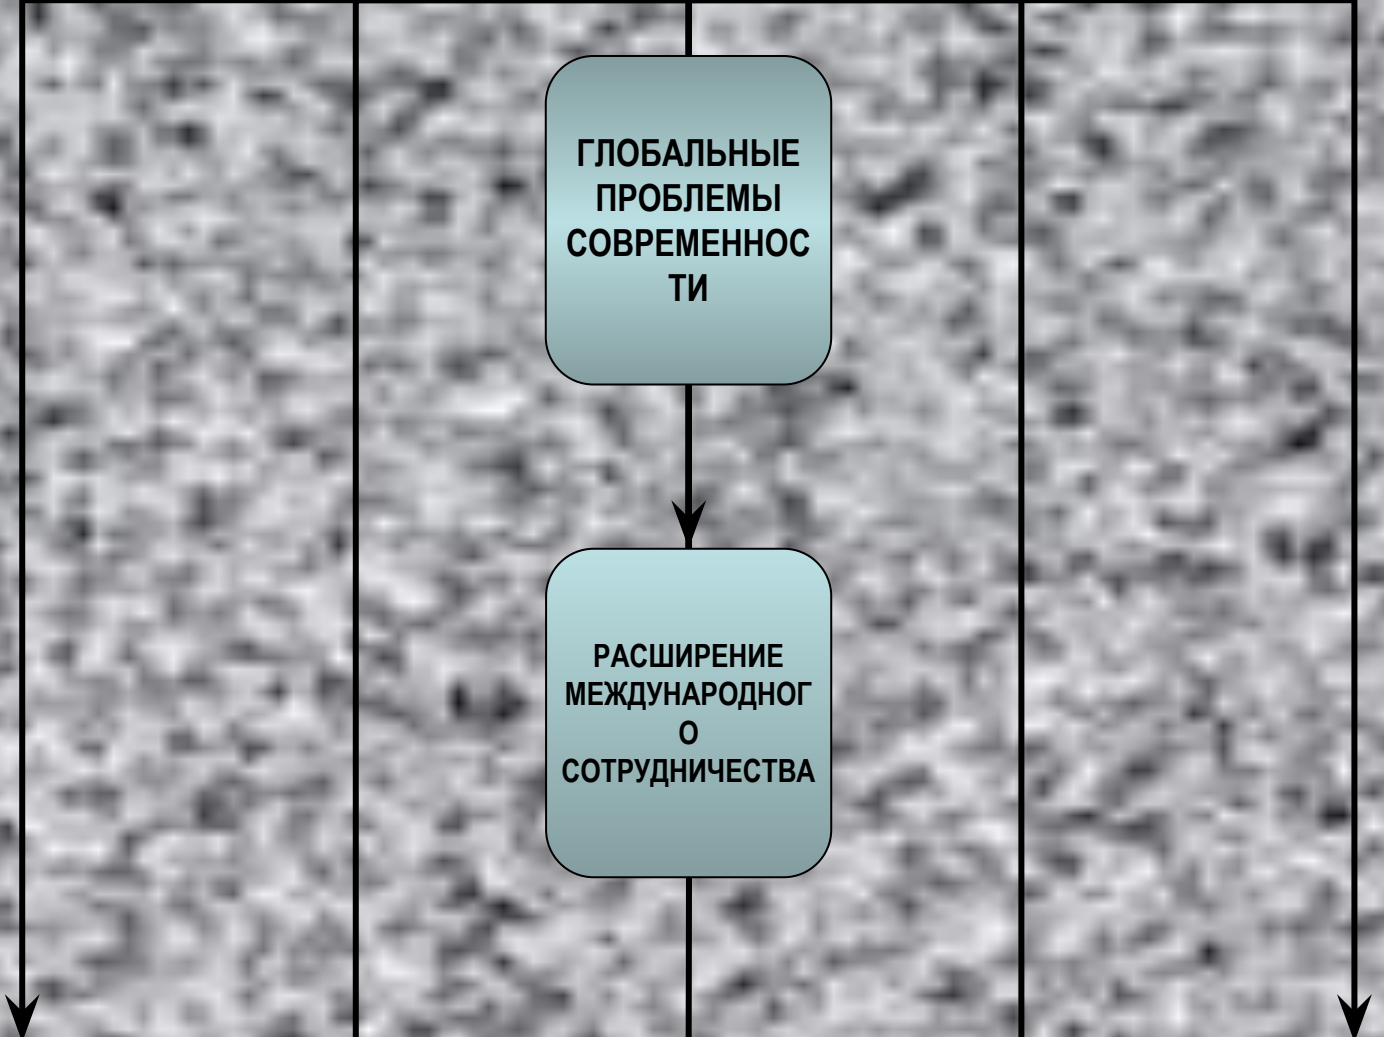 ГЛОБАЛЬНЫЕ
ПРОБЛЕМЫ
СОВРЕМЕННОС
ТИ
РАСШИРЕНИЕ
МЕЖДУНАРОДНОГ
О
СОТРУДНИЧЕСТВА